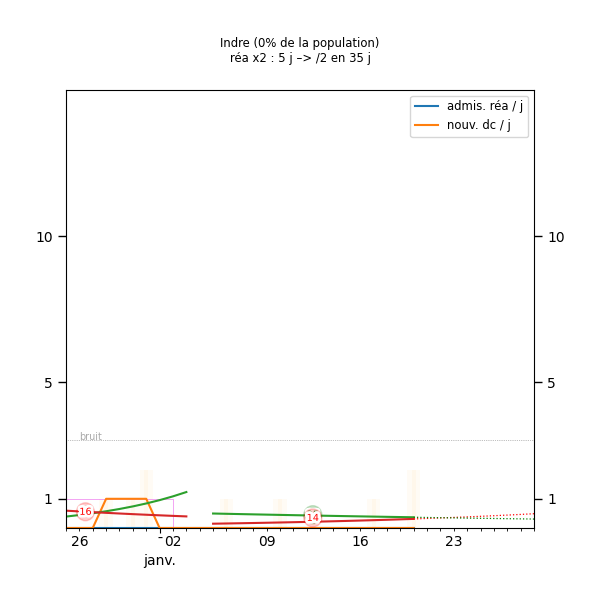 Indre (0% de la population)
réa x2 : 5 j –> /2 en 35 j
admis. réa / j
nouv. dc / j
10 10
5 5
bruit
1 1
16
14
26 02 09 16 23
janv.